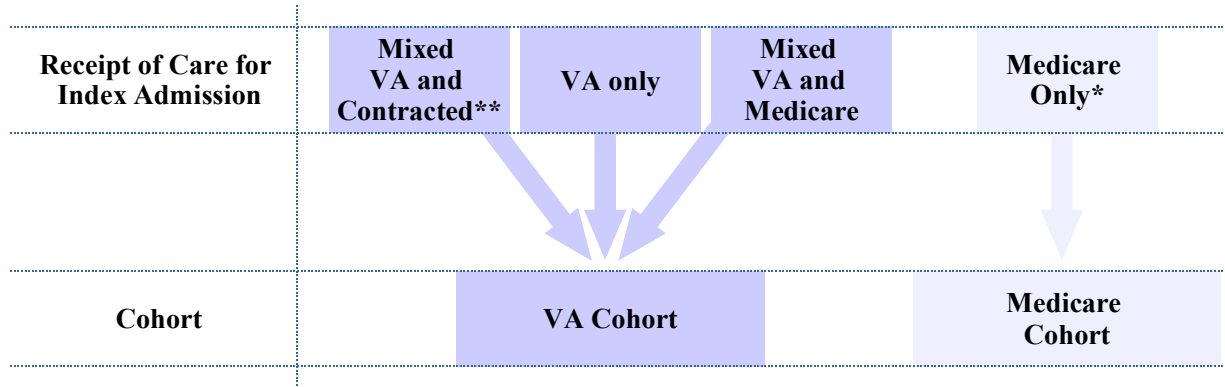 Receipt of Care for
Index Admission
Mixed
VA and
Contracted**
VA only
Mixed
VA and
Medicare
Medicare
Only*
Cohort
VA Cohort
Medicare
Cohort